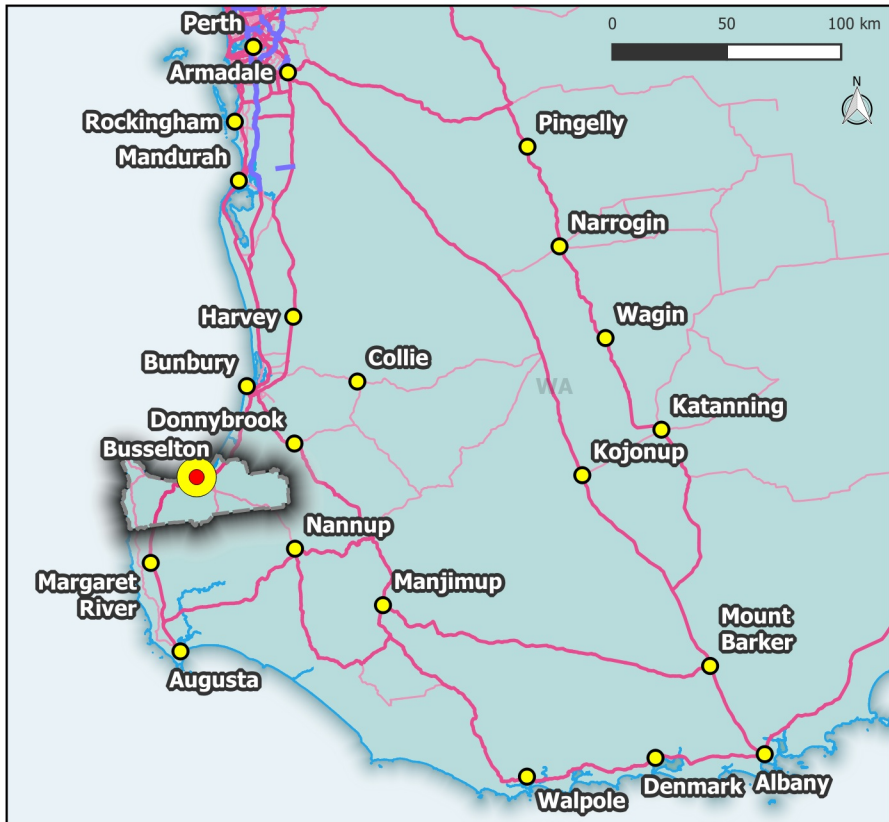 Perth
0 50 100 km
Armadale
N
Rockingham
Pingelly
Mandurah
Narrogin
Harvey
Wagin
Bunbury
Collie
WA
Donnybrook
Katanning
Busselton
Kojonup
Nannup
Margaret
River
Manjimup
Mount
Barker
Augusta
Walpole
Denmark
Albany